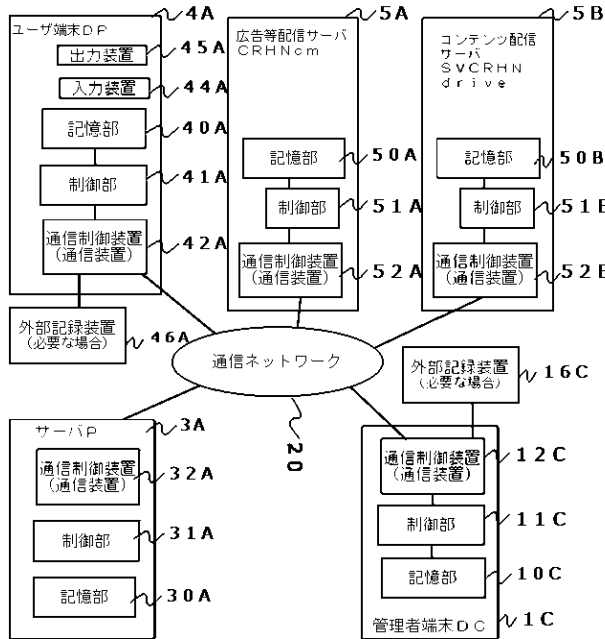 ユーザ端末DP
4A
出力装置
45A
入力装置
44A
記憶部
40A
制御部
41A
通信制御装置
(通信装置)
42A
外部記録装置
(必要な場合)
46A
広告等配信サーバ
CRHNcm
5A
記憶部
50A
制御部
51A
通信制御装置
(通信装置)
52A
コンテンツ配信
サーバ
SVCRHN
drive
5B
記憶部
50B
制御部
51B
通信制御装置
(通信装置)
52B
通信ネットワーク
20
サーバP
3A
通信制御装置
(通信装置)
32A
制御部
31A
記憶部
30A
外部記録装置
(必要な場合)
16C
通信制御装置
(通信装置)
12C
制御部
11C
記憶部
10C
管理者端末DC
1C